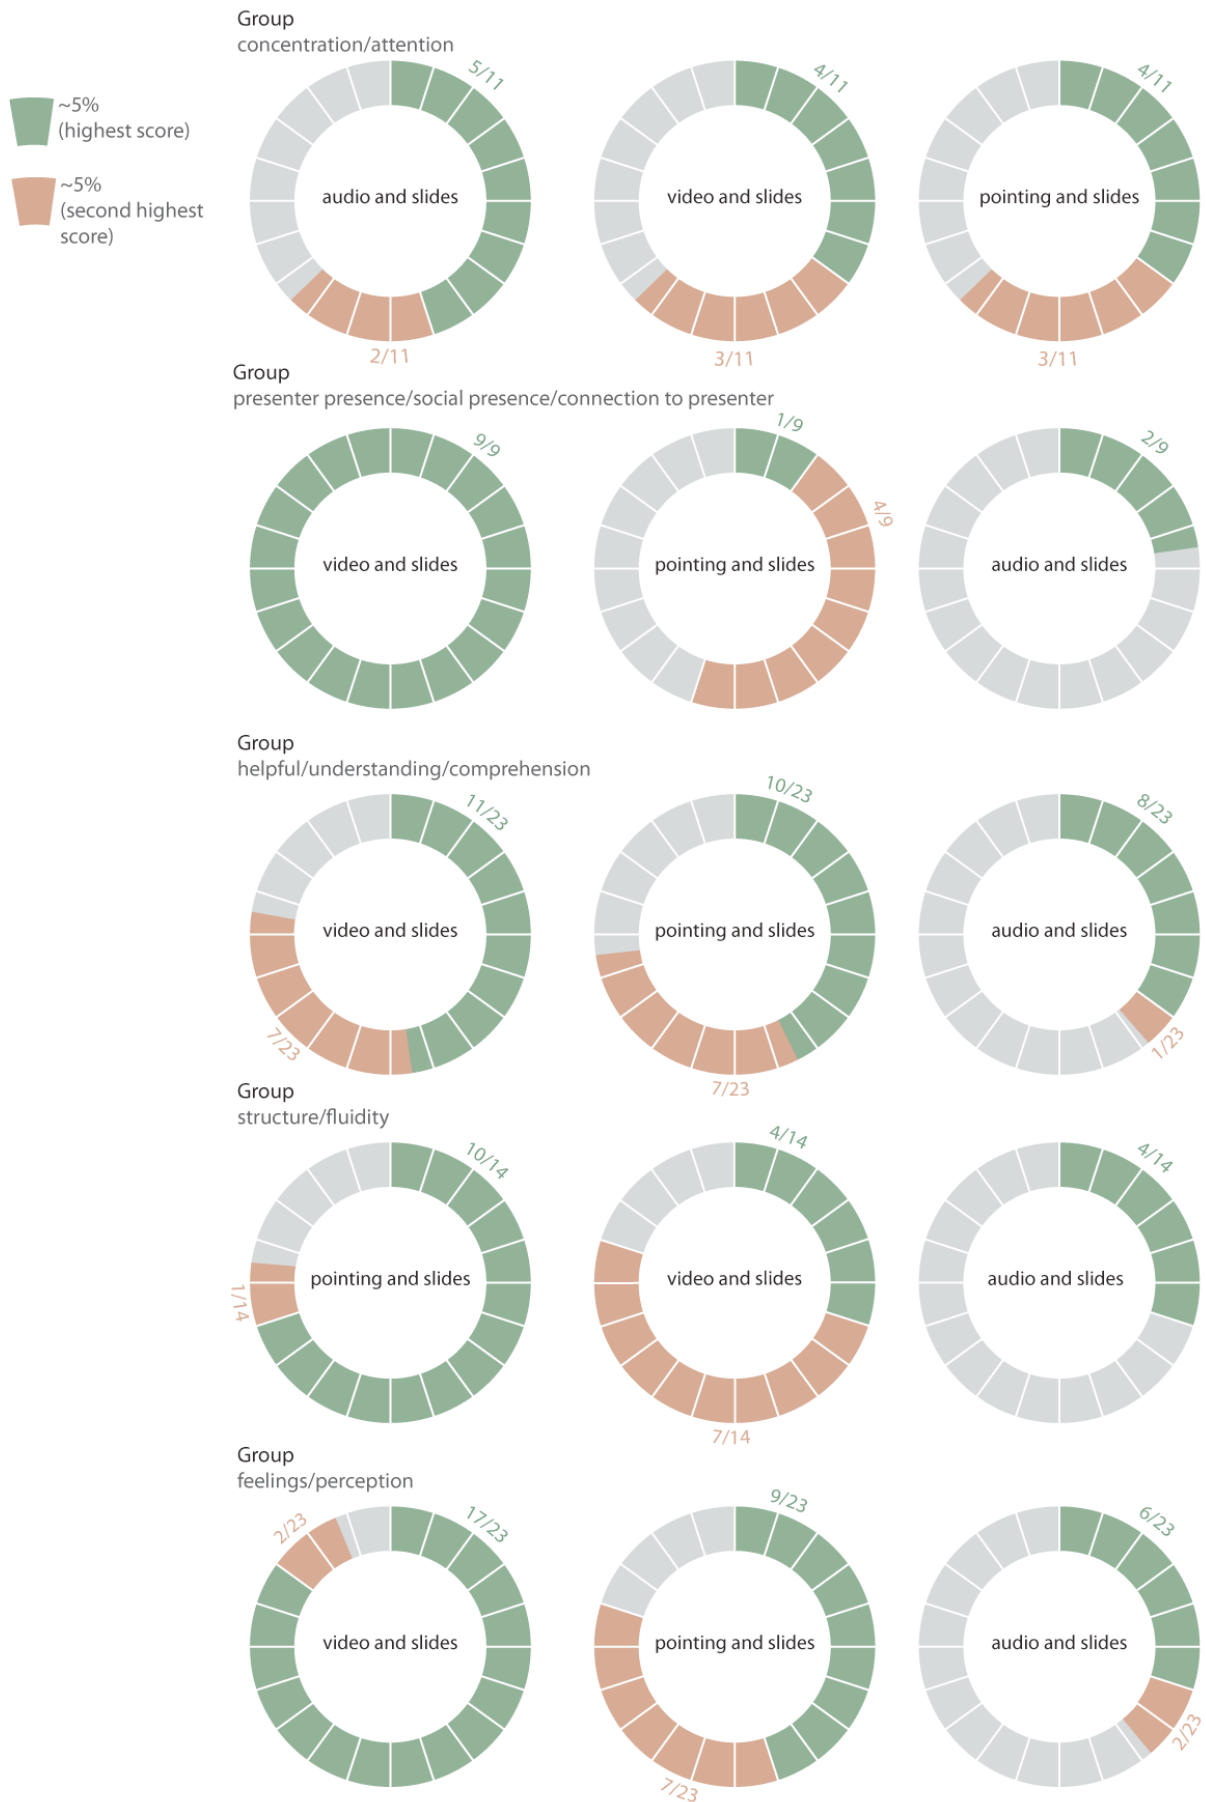 Group
concentration/attention
~5%
(highest score)
~5%
(second highest
score)
5/11
audio and slides
2/11
4/11
video and slides
3/11
4/11
pointing and slides
3/11
Group
presenter presence/social presence/connection to presenter
9/9
video and slides
1/9
4/9
pointing and slides
2/9
audio and slides
Group
helpful/understanding/comprehension
11/23
video and slides
7/23
10/23
pointing and slides
7/23
8/23
audio and slides
1/23
Group
structure/fluidity
10/14
pointing and slides
1/14
4/14
video and slides
7/14
4/14
audio and slides
Group
feelings/perception
2/23
17/23
video and slides
9/23
pointing and slides
7/23
6/23
audio and slides
2/23